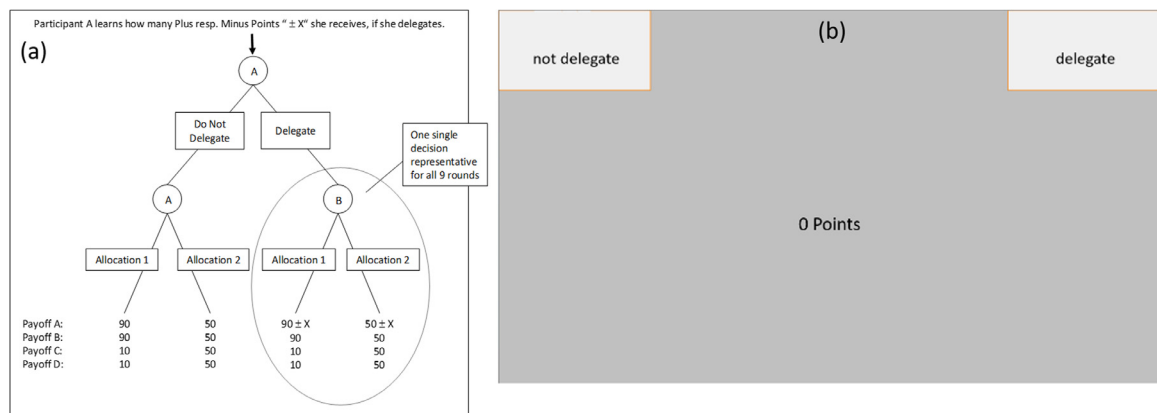 Participant A learns how many Plus resp. Minus Points “ ± X“ she receives, if she delegates.
(a)
A
Do Not
Delegate
Delegate
One single
decision
representative
for all 9 rounds
A
B
Allocation 1
Allocation 2
Allocation 1
Allocation 2
Payoff A: 90 50 90 ± X 50 ± X
Payoff B: 90 50 90 50
Payoff C: 10 50 10 50
Payoff D: 10 50 10 50
(b)
not delegate
delegate
0 Points